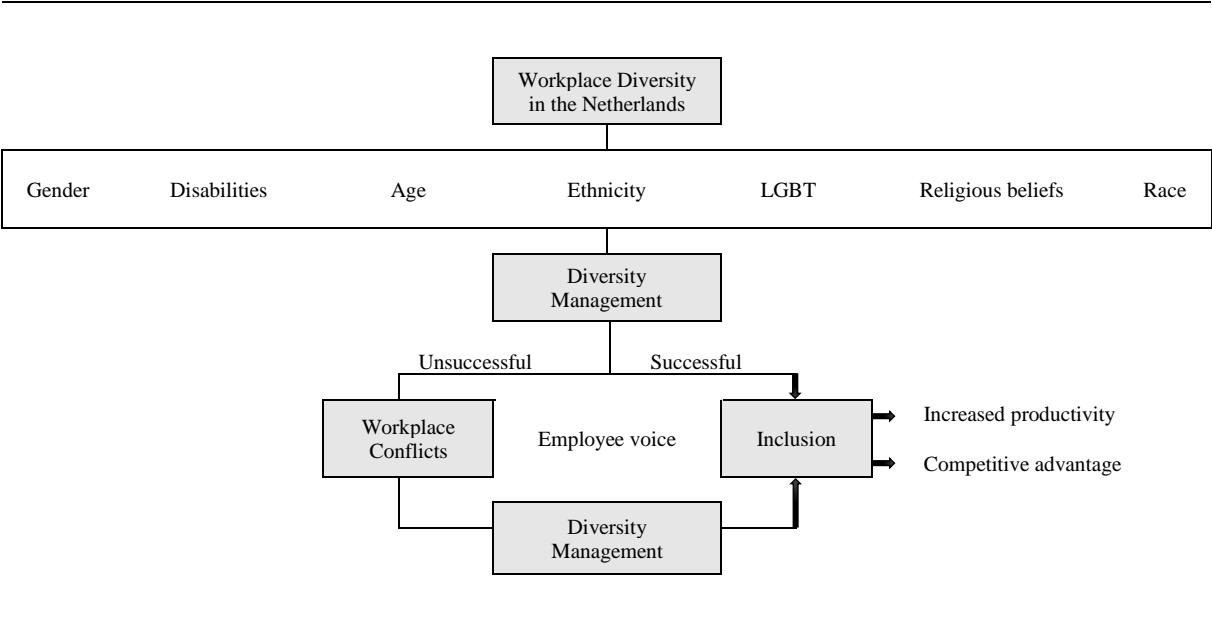 Workplace Diversity
in the Netherlands
Gender Disabilities Age Ethnicity LGBT Religious beliefs Race
Diversity
Management
Unsuccessful Successful
Workplace
Conflicts
Employee voice
Inclusion
Increased productivity
Competitive advantage
Diversity
Management